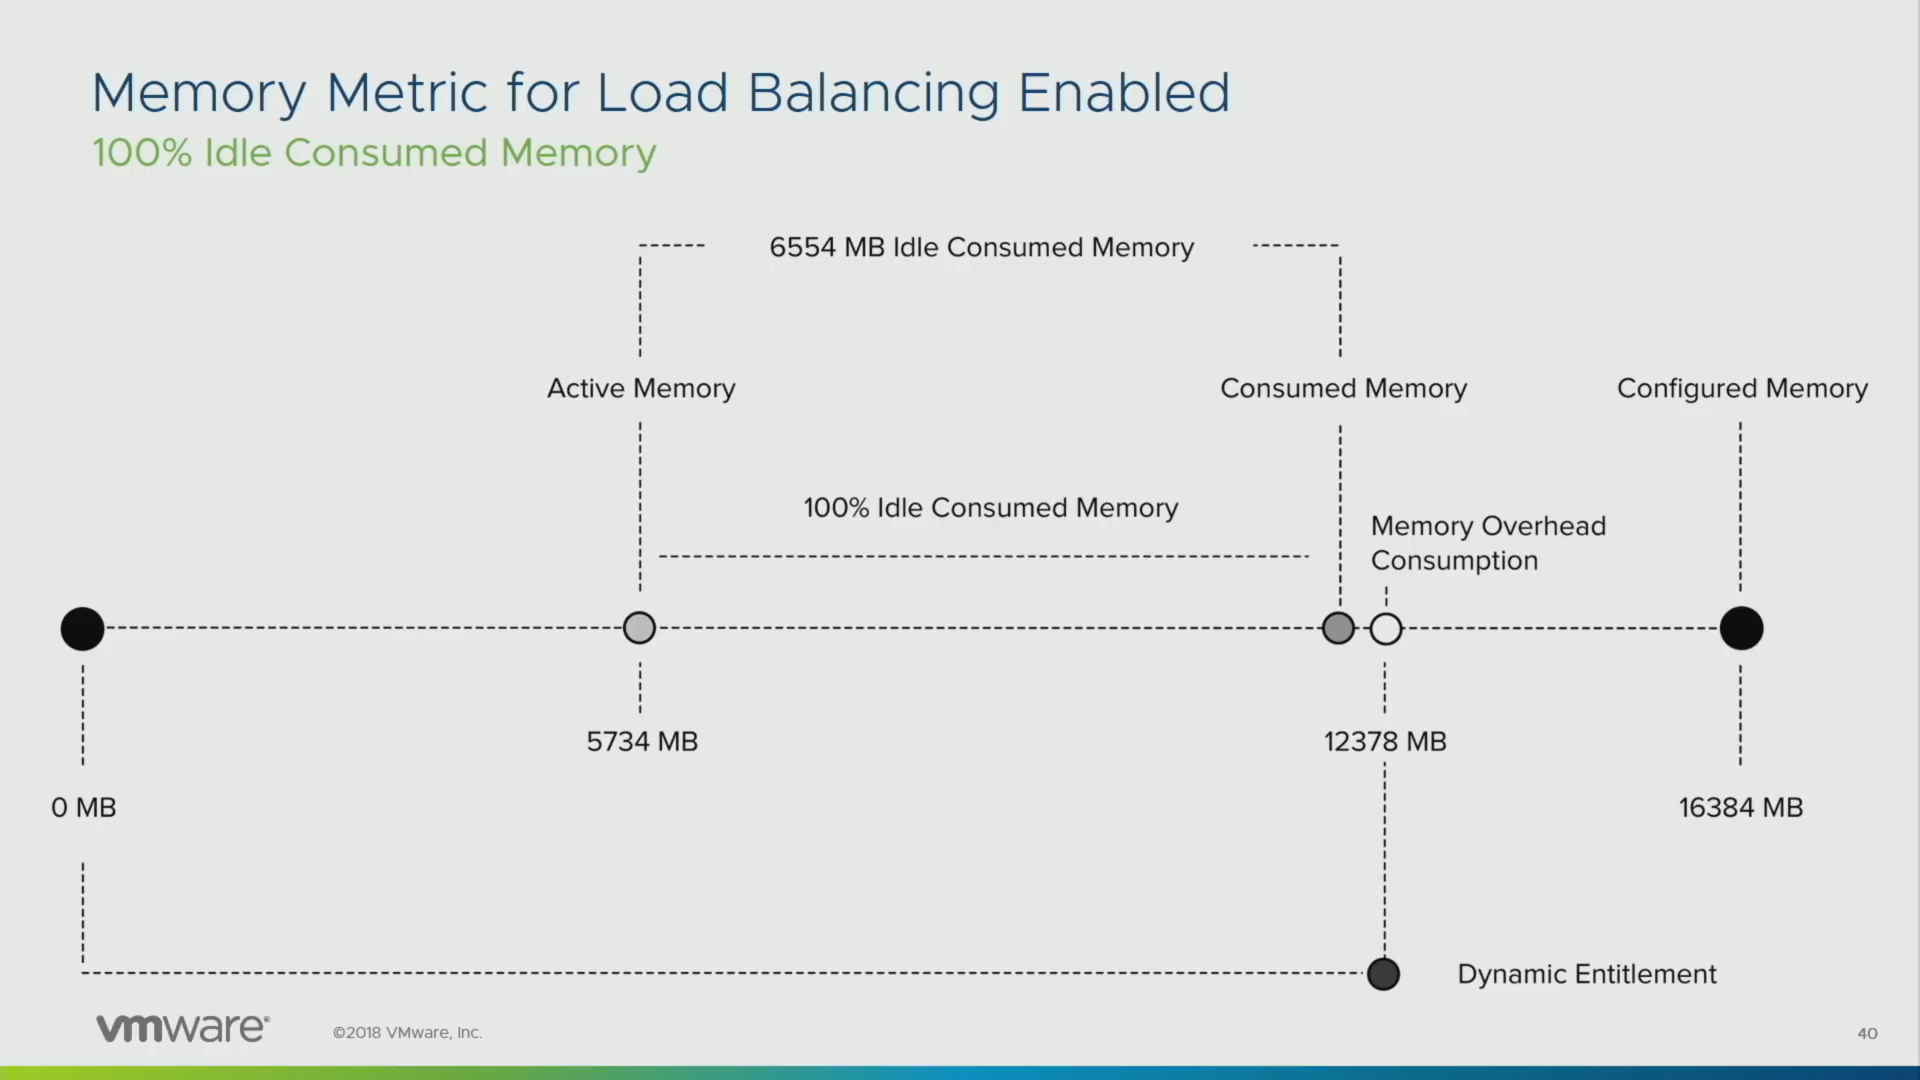 Memory Metric for Load Balancing Enabled
100% Idle Consumed Memory
6554 MB Idle Consumed Memory
Active Memory
Consumed Memory
Configured Memory
100% Idle Consumed Memory
Memory Overhead
Consumption
5734 MB
12378 MB
0 MB
16384 MB
Dynamic Entitlement
vmware®
©2018 VMware, Inc.
40